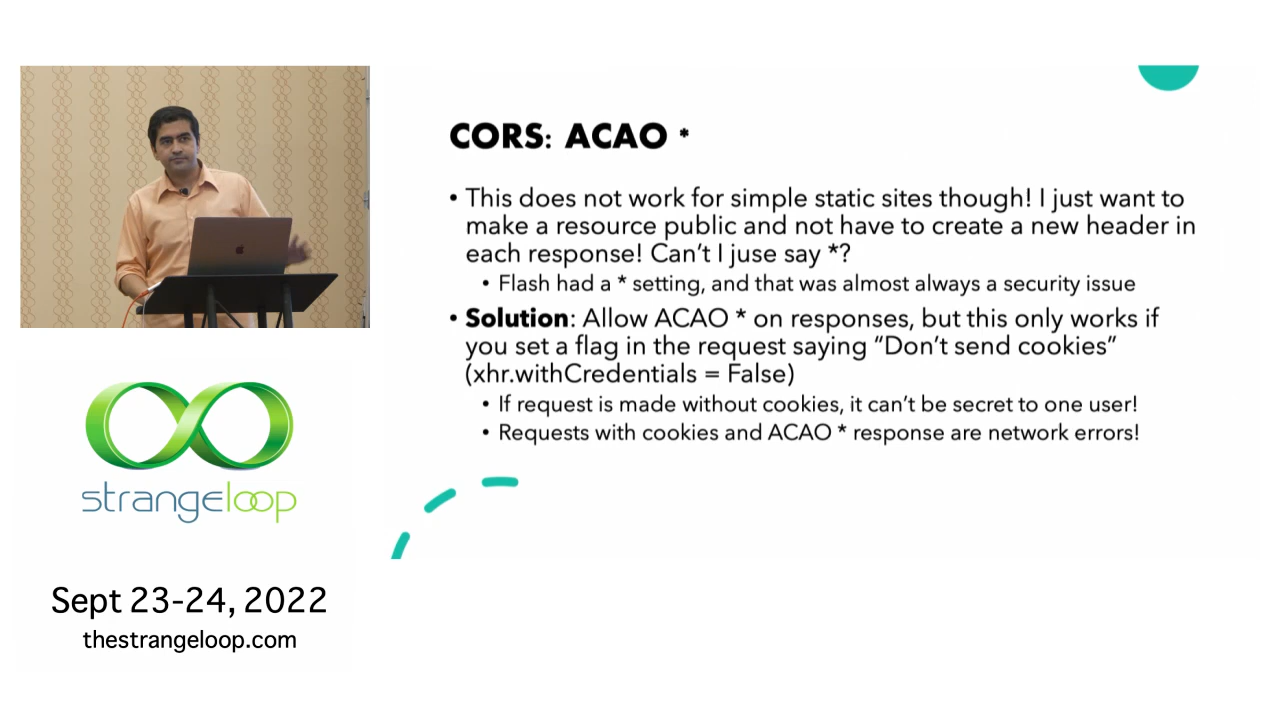 CORS: ACAO *
• This does not work for simple static sites though! I just want to
make a resource public and not have to create a new header in
each response! Can't I juse say *?
• Flash had a * setting, and that was almost always a security issue
• Solution: Allow ACAO * on responses, but this only works if
you set a flag in the request saying “Don't send cookies”
(xhr.withCredentials = False)
• If request is made without cookies, it can't be secret to one user!
• Requests with cookies and ACAO * response are network errors!
strangeloop
Sept 23-24, 2022
thestrangeloop.com